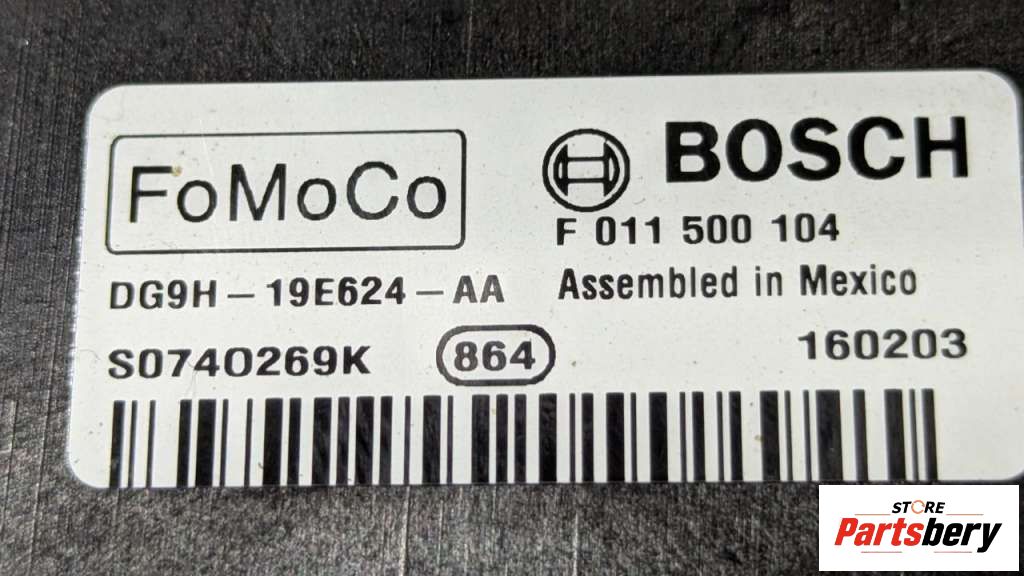 FoMoCo
BOSCH
F 011 500 104
DG9H-19E624-AA
Assembled in Mexico
S0740269K
864
160203
STORE
Partsbery